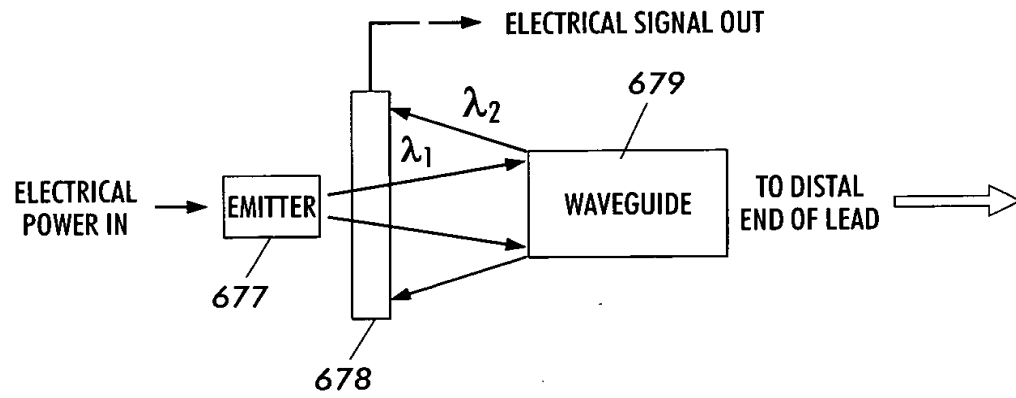 ELECTRICAL SIGNAL OUT
679
λ2
λ1
ELECTRICAL
POWER IN
EMITTER
WAVEGUIDE
TO DISTAL
END OF LEAD
677
678